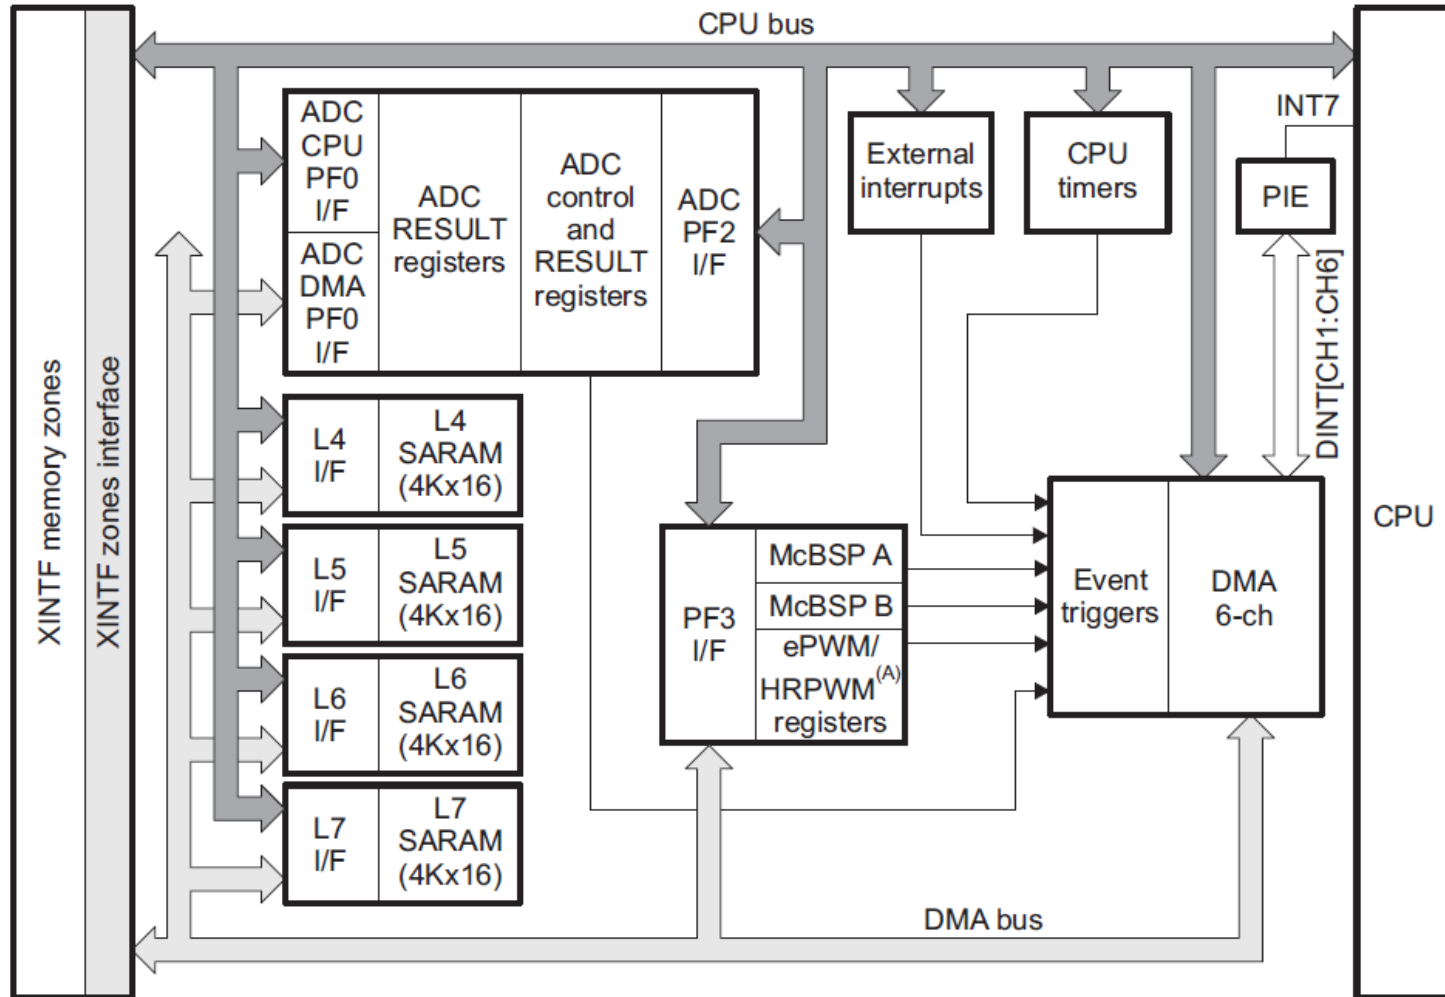 CPU bus
XINTF memory zones
XINTF zones interface
ADC
CPU
PF0
I/F
ADC
DMA
PF0
I/F
ADC
RESULT
registers
ADC
control
and
RESULT
registers
ADC
PF2
I/F
External
interrupts
CPU
timers
INT7
PIE
DINT[CH1:CH6]
CPU
L4
I/F
L4
SARAM
(4Kx16)
L5
I/F
L5
SARAM
(4Kx16)
L6
I/F
L6
SARAM
(4Kx16)
L7
I/F
L7
SARAM
(4Kx16)
PF3
I/F
McBSP A
McBSP B
ePWM/
HRPWM(A)
registers
Event
triggers
DMA
6-ch
DMA bus